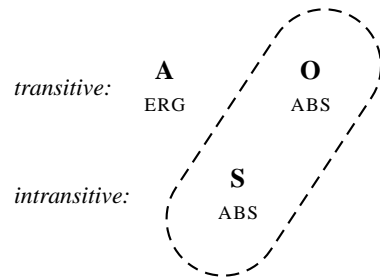 A O
transitive:
ERG ABS
S
intransitive:
ABS